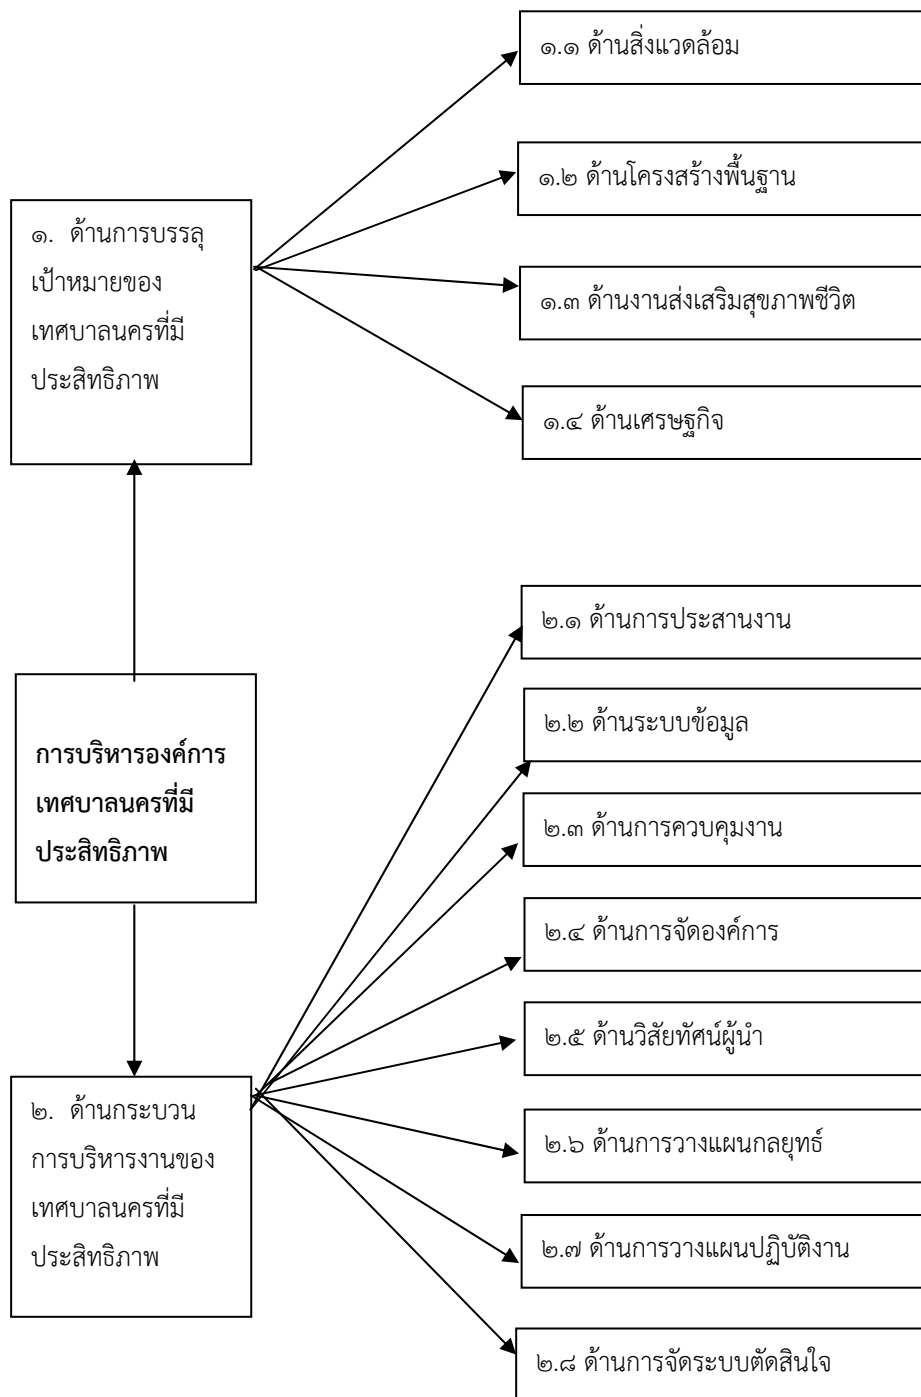 ๑.๑ ด้านสิ่งแวดล้อม
๑.๒ ด้านโครงสร้างพื้นฐาน
๑. ด้านการบรรลุ
เป้าหมายของ
เทศบาลนครที่มี
ประสิทธิภาพ
๑.๓ ด้านงานส่งเสริมสุขภาพชีวิต
๑.๔ ด้านเศรษฐกิจ
การบริหารองค์การ
เทศบาลนครที่มี
ประสิทธิภาพ
๒.๑ ด้านการประสานงาน
๒.๒ ด้านระบบข้อมูล
๒.๓ ด้านการควบคุมงาน
๒.๔ ด้านการจัดองค์การ
๒.๕ ด้านวิสัยทัศน์ผู้นำ
๒. ด้านกระบวน
การบริหารงานของ
เทศบาลนครที่มี
ประสิทธิภาพ
๒.๖ ด้านการวางแผนกลยุทธ์
๒.๗ ด้านการวางแผนปฏิบัติงาน
๒.๘ ด้านการจัดระบบตัดสินใจ